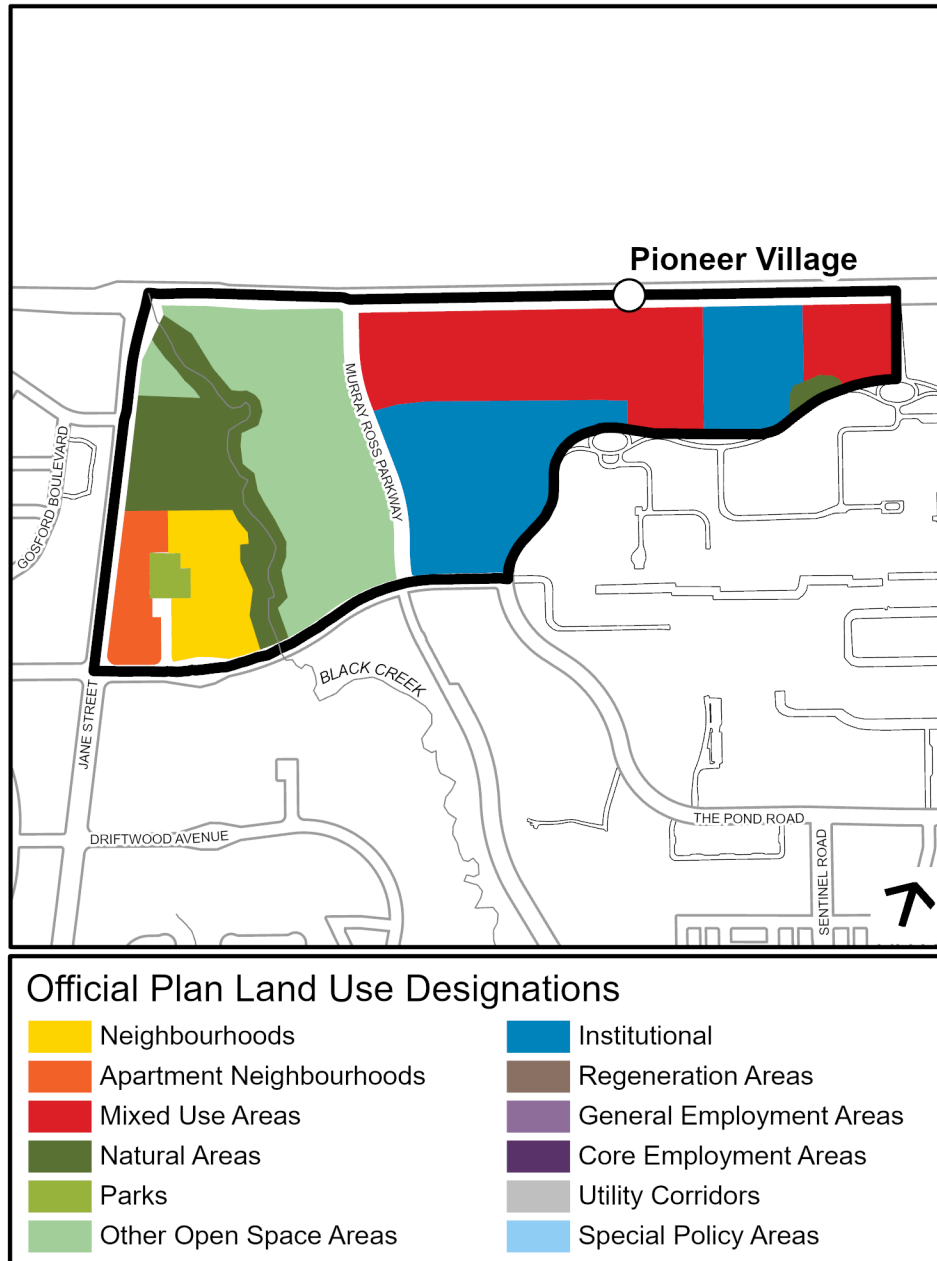 Pioneer Village
MURRAY ROSS PARKWAY
GOSFORD BOULEVARD
BLACK CREEK
JANE STREET
DRIFTWOOD AVENUE
THE POND ROAD
SENTINEL ROAD
Official Plan Land Use Designations
Neighbourhoods
Apartment Neighbourhoods
Mixed Use Areas
Natural Areas
Parks
Other Open Space Areas
Institutional
Regeneration Areas
General Employment Areas
Core Employment Areas
Utility Corridors
Special Policy Areas